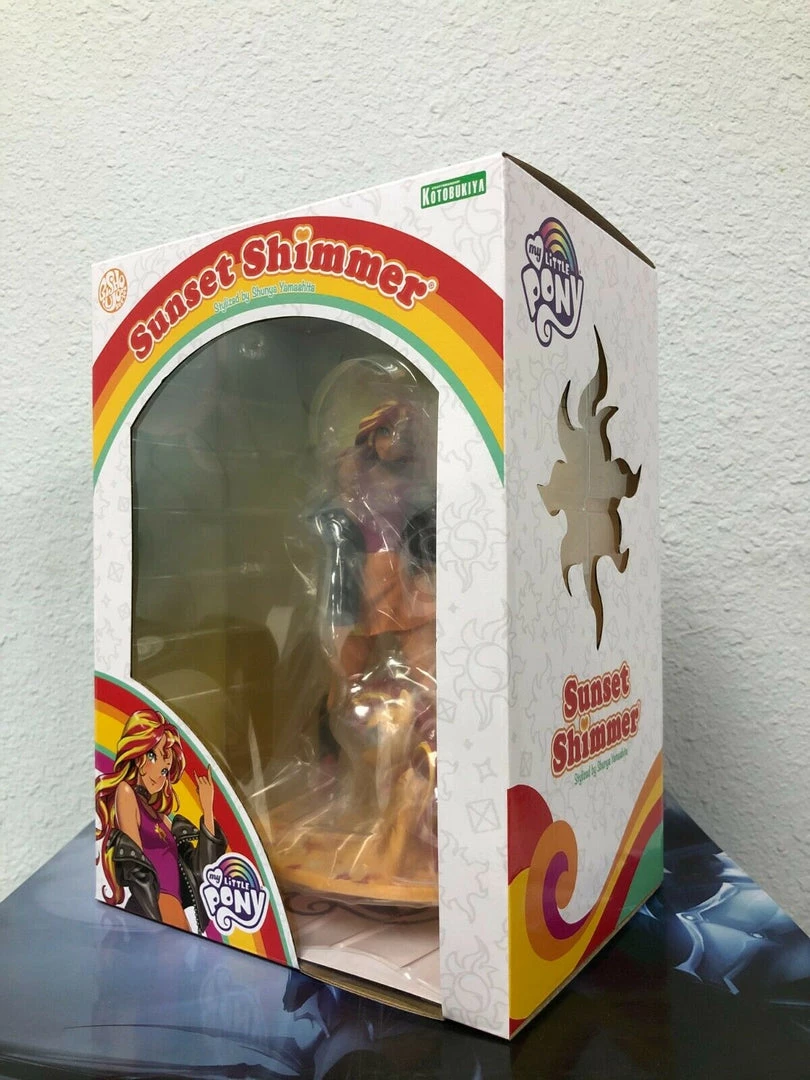 KOTOBUKIYA
Sunset Shimmer®
Stylized by Shunya Yamashita
my LITTLE
PONY
my LITTLE
PONY
Sunset
Shimmer
Stylized by Shunya Yamashita